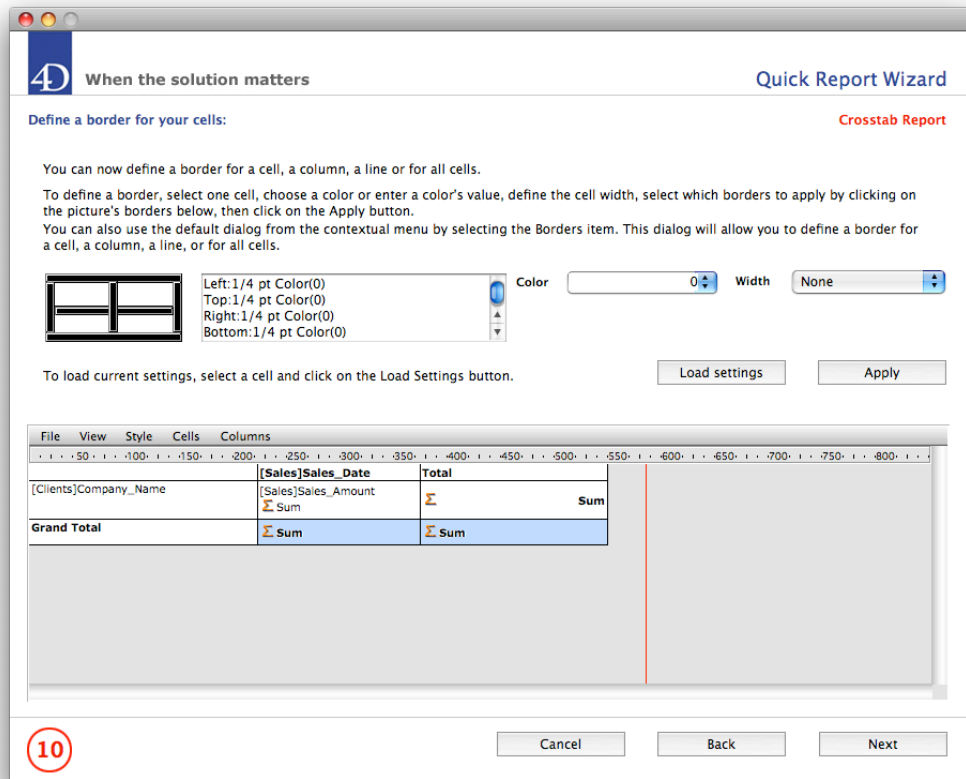 4D When the solution matters
Quick Report Wizard
Define a border for your cells:
Crosstab Report
You can now define a border for a cell, a column, a line or for all cells.
To define a border, select one cell, choose a color or enter a color's value, define the cell width, select which borders to apply by clicking on
the picture's borders below, then click on the Apply button.
You can also use the default dialog from the contextual menu by selecting the Borders item. This dialog will allow you to define a border for
a cell, a column, a line, or for all cells.
Left:1/4 pt Color(0)
Top:1/4 pt Color(0)
Right:1/4 pt Color(0)
Bottom:1/4 pt Color(0)
Color 0 Width None
To load current settings, select a cell and click on the Load Settings button.
Load settings Apply
File View Style Cells Columns
50 100 150 200 250 300 350 400 450 500 550 600 650 700 750 800
[Sales]Sales_Date Total
[Clients]Company_Name [Sales]Sales_Amount
Σ Sum Σ Sum
Grand Total Σ Sum Σ Sum
10 Cancel Back Next